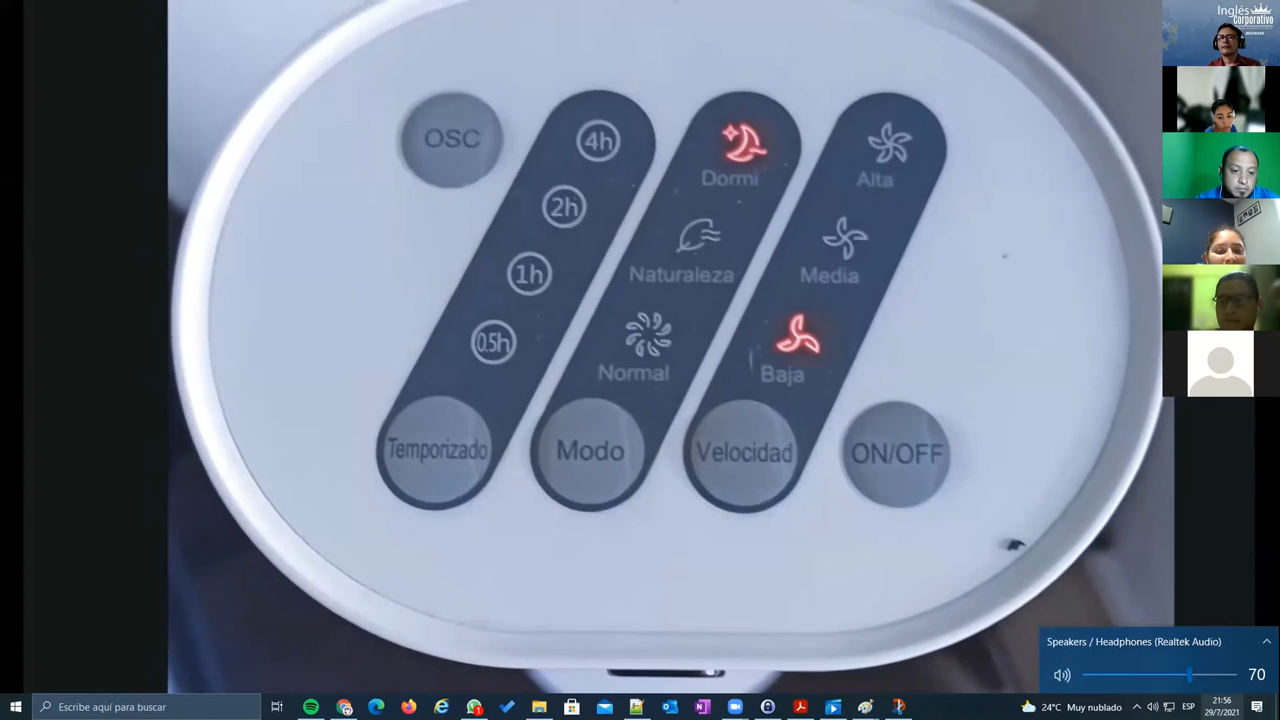 Inglés
Corporativo
OSC
4h
2h
1h
0.5h
Temporizado
Dormi
Naturaleza
Normal
Modo
Alta
Media
Baja
Velocidad
ON/OFF
Speakers / Headphones (Realtek Audio)
70
Escribe aquí para buscar
24°C Muy nublado
ESP
21:56
29/7/2021